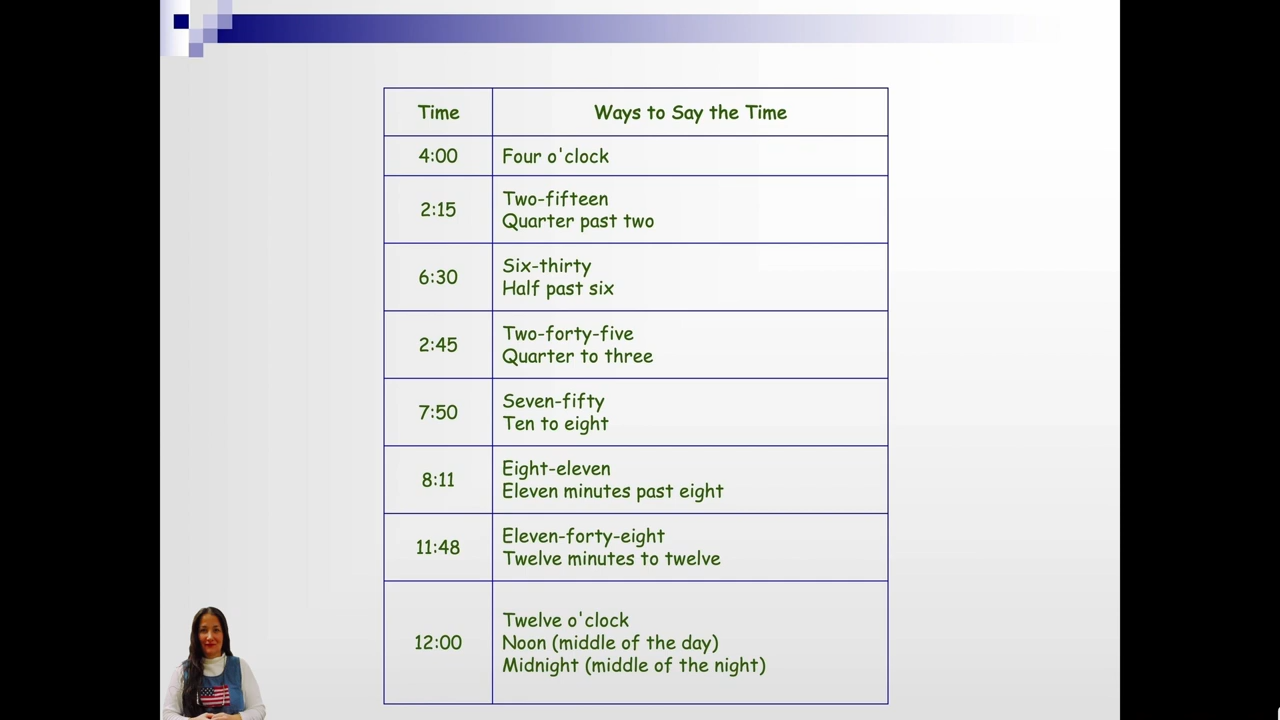 Time
Ways to Say the Time
4:00
Four o'clock
2:15
Two-fifteen
Quarter past two
6:30
Six-thirty
Half past six
2:45
Two-forty-five
Quarter to three
7:50
Seven-fifty
Ten to eight
8:11
Eight-eleven
Eleven minutes past eight
11:48
Eleven-forty-eight
Twelve minutes to twelve
12:00
Twelve o'clock
Noon (middle of the day)
Midnight (middle of the night)